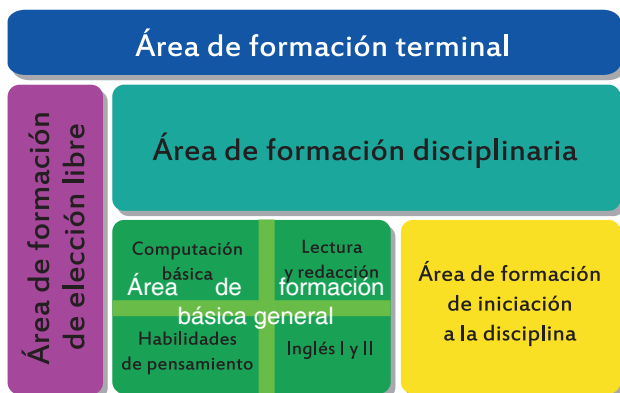 Área de formación terminal
Área de formación
de elección libre
Área de formación disciplinaria
Computación
básica
Lectura
y redacción
Área de formación
básica general
Habilidades
de pensamiento
Inglés I y II
Área de formación
de iniciación
a la disciplina